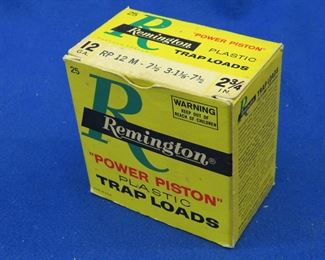 25
R
Remington
"POWER PISTON"
PLASTIC
TRAP LOADS
12
GA.
RP 12 M - 7½ 3-1⅛-7½
2¾
IN.
25
R
WARNING
KEEP OUT OF
REACH OF CHILDREN
Remington®
"POWER PISTON"
PLASTIC
TRAP LOADS